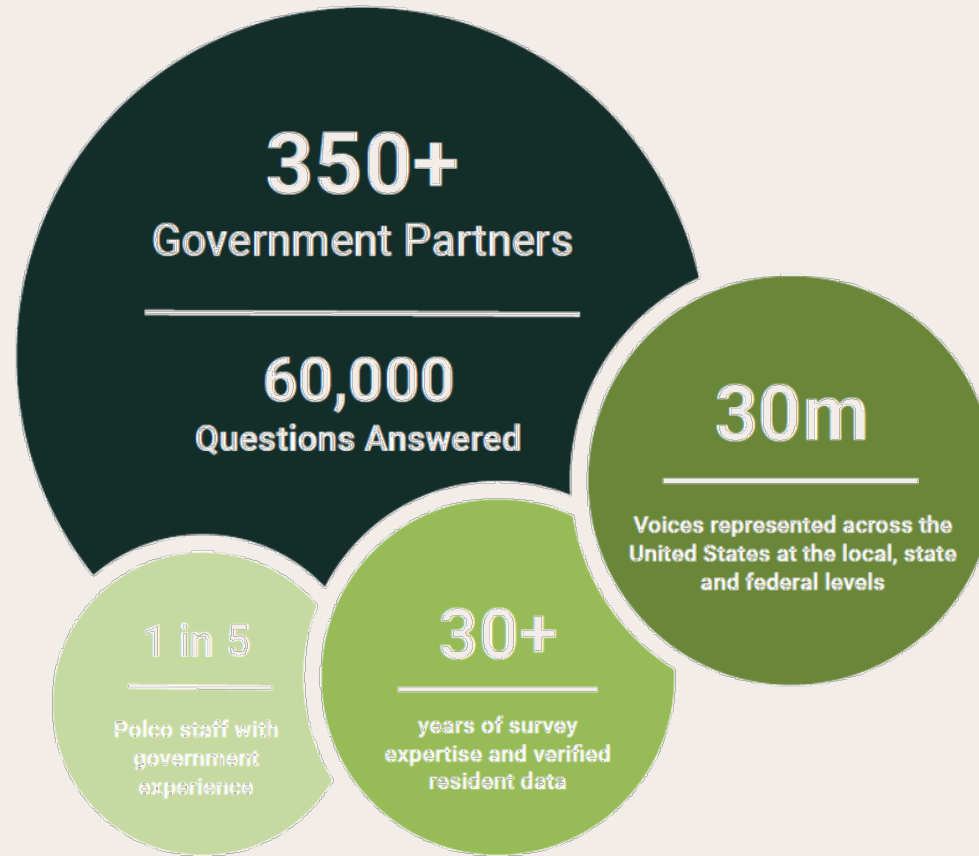 350+
Government Partners
60,000
Questions Answered
30m
Voices represented across the
United States at the local, state
and federal levels
1 in 5
Polco staff with
government
experience
30+
years of survey
expertise and verified
resident data